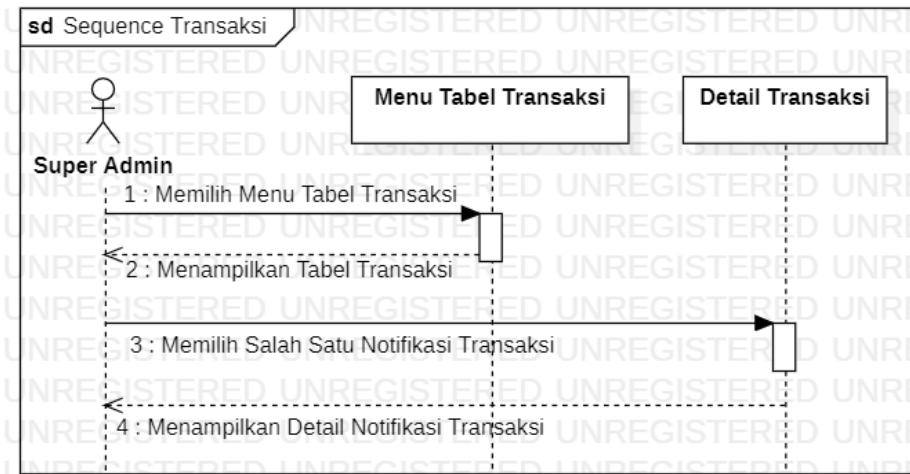 sd Sequence Transaksi
Menu Tabel Transaksi
Detail Transaksi
Super Admin
1 : Memilih Menu Tabel Transaksi
2 : Menampilkan Tabel Transaksi
3 : Memilih Salah Satu Notifikasi Transaksi
4 : Menampilkan Detail Notifikasi Transaksi
UNREGISTERED UNREGISTERED UNRE